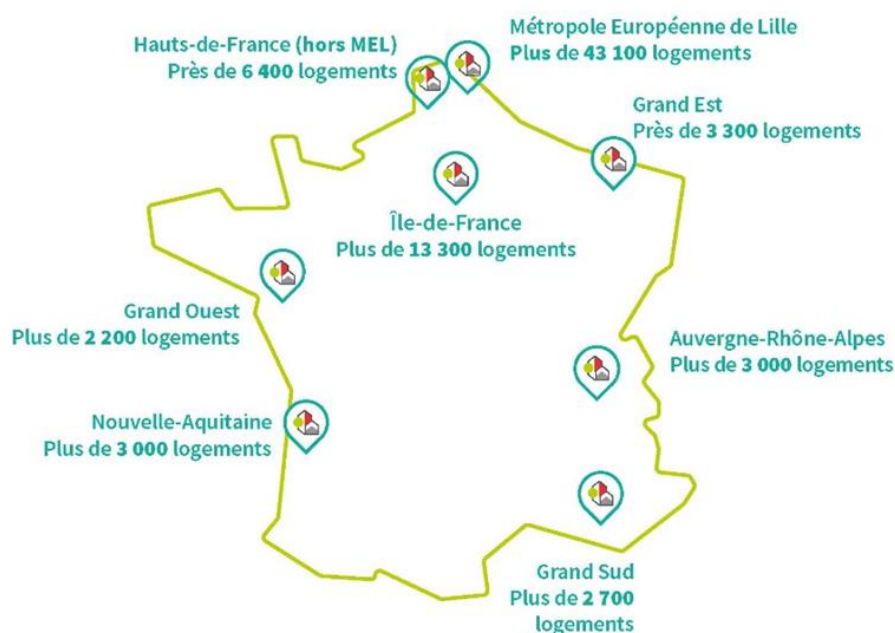 Hauts-de-France (hors MEL)
Près de 6 400 logements
Métropole Européenne de Lille
Plus de 43 100 logements
Grand Est
Près de 3 300 logements
Île-de-France
Plus de 13 300 logements
Grand Ouest
Plus de 2 200 logements
Auvergne-Rhône-Alpes
Plus de 3 000 logements
Nouvelle-Aquitaine
Plus de 3 000 logements
Grand Sud
Plus de 2 700
logements